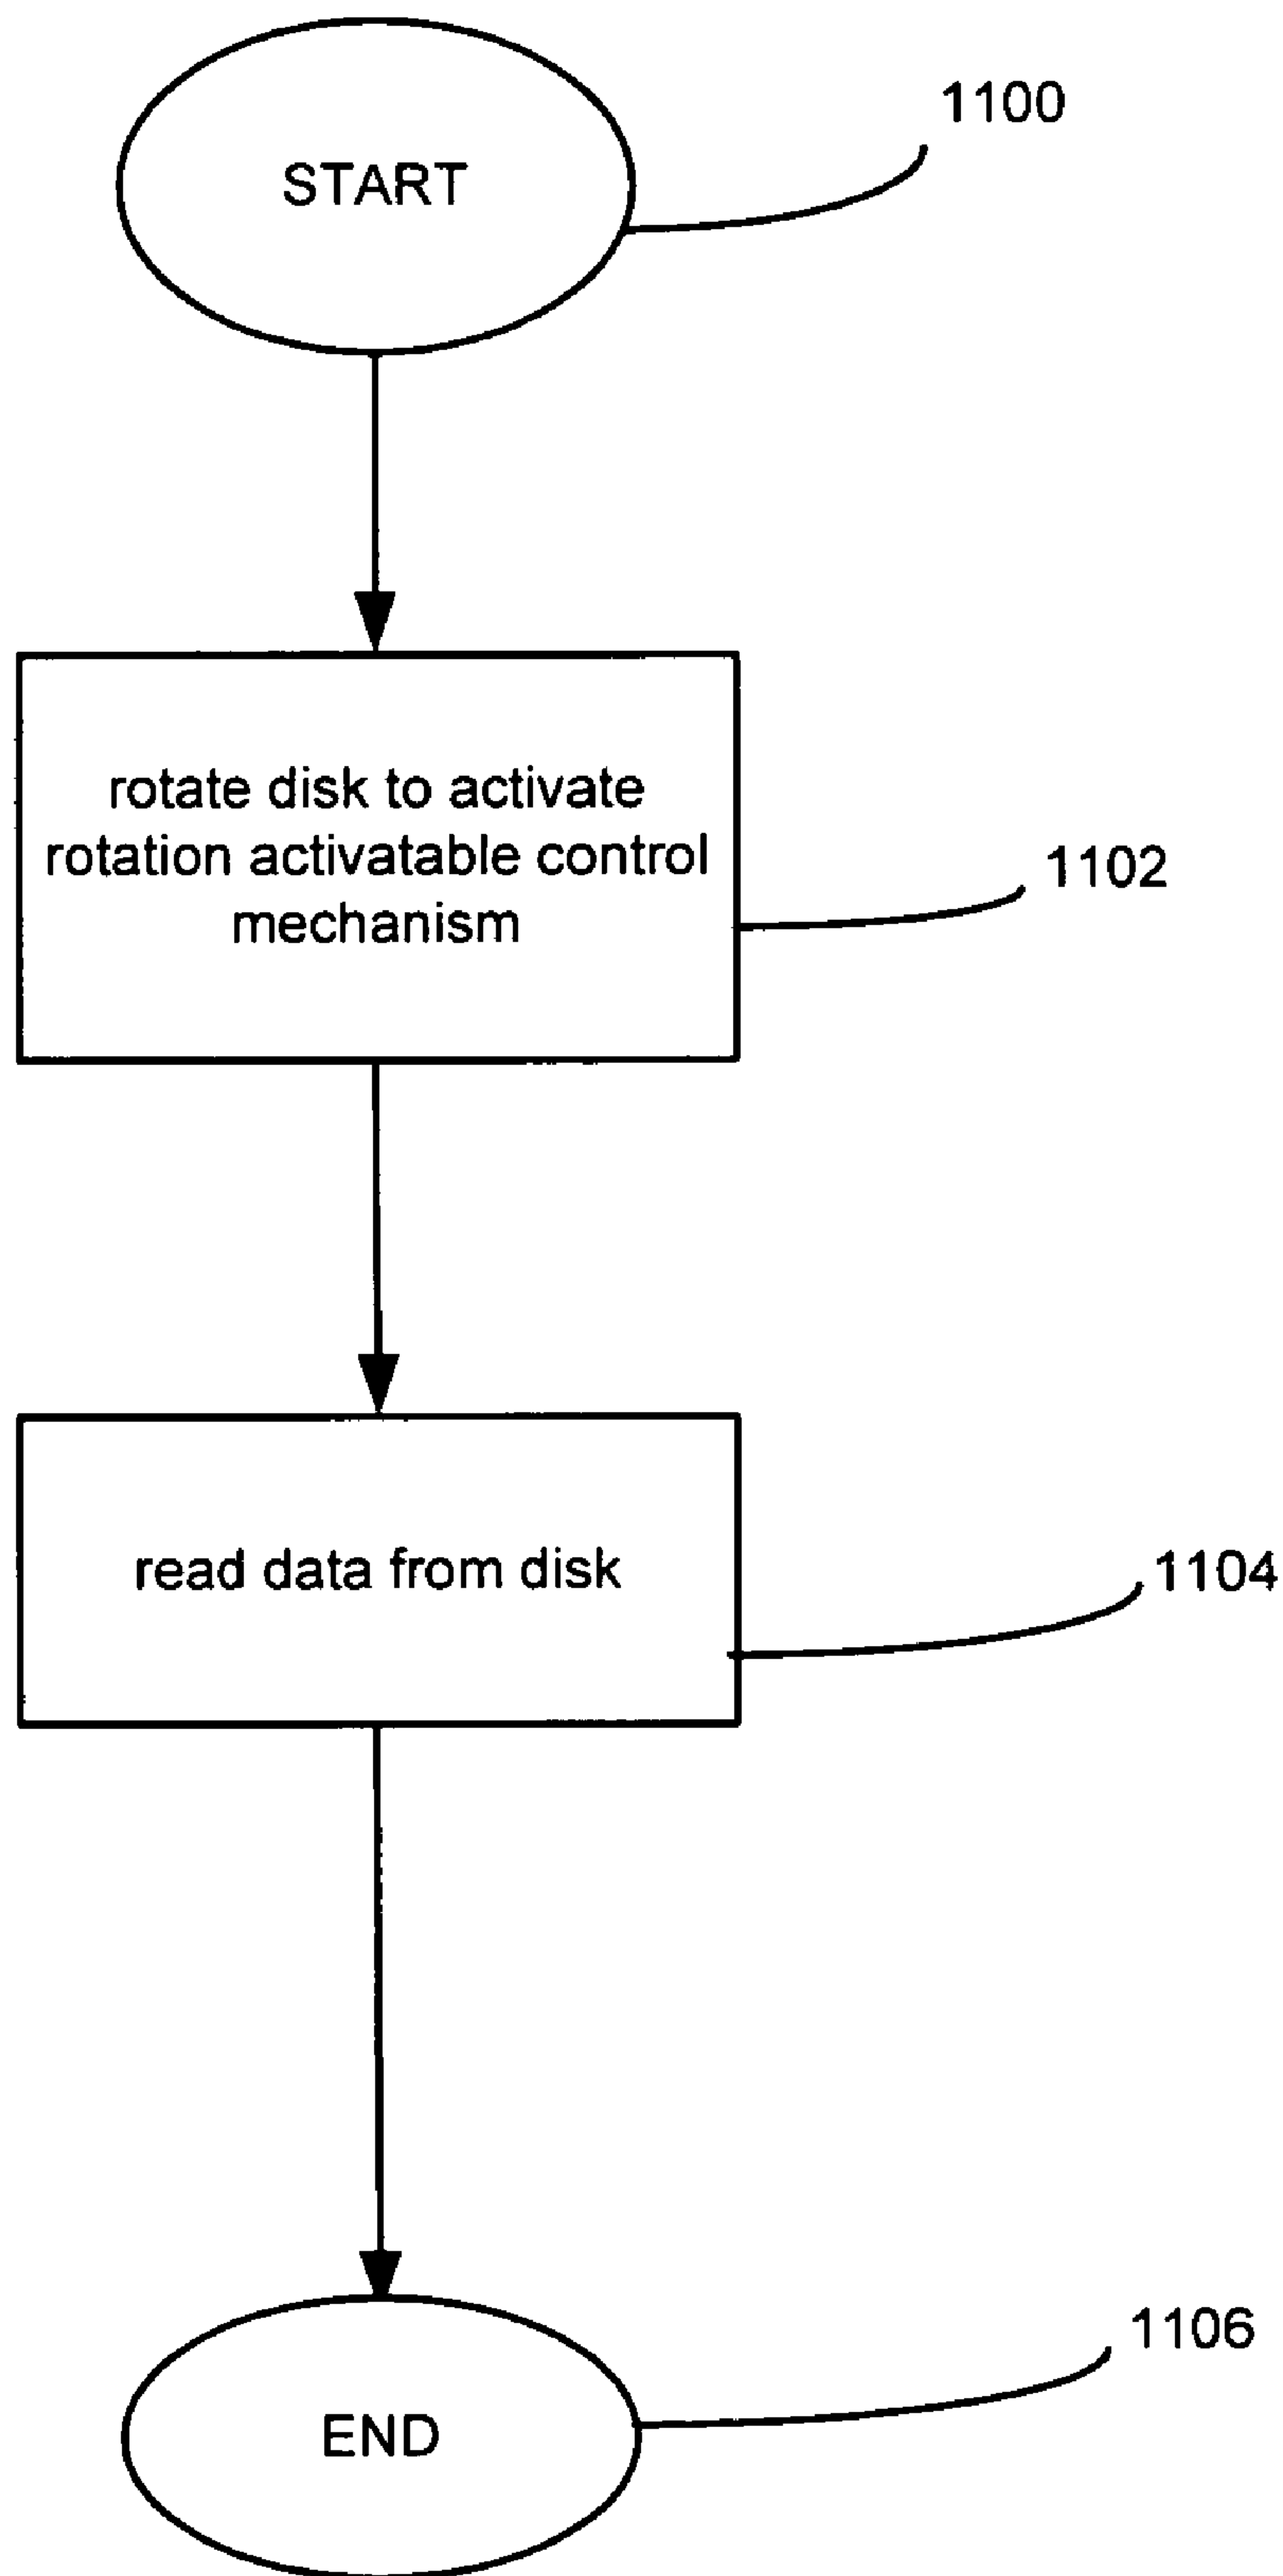 START
1100
rotate disk to activate
rotation activatable control
mechanism
1102
read data from disk
1104
END
1106